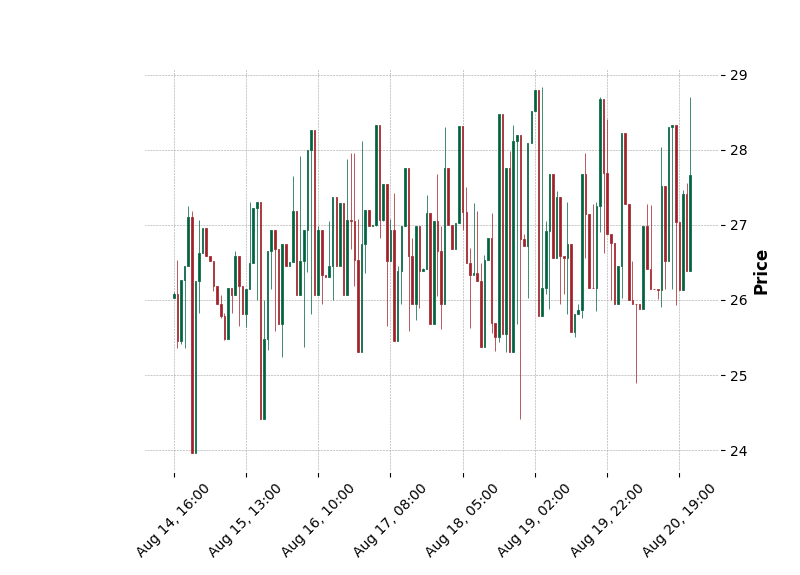 29
28
27
26
25
24
Price
Aug 14, 16:00
Aug 15, 13:00
Aug 16, 10:00
Aug 17, 08:00
Aug 18, 05:00
Aug 19, 02:00
Aug 19, 22:00
Aug 20, 19:00